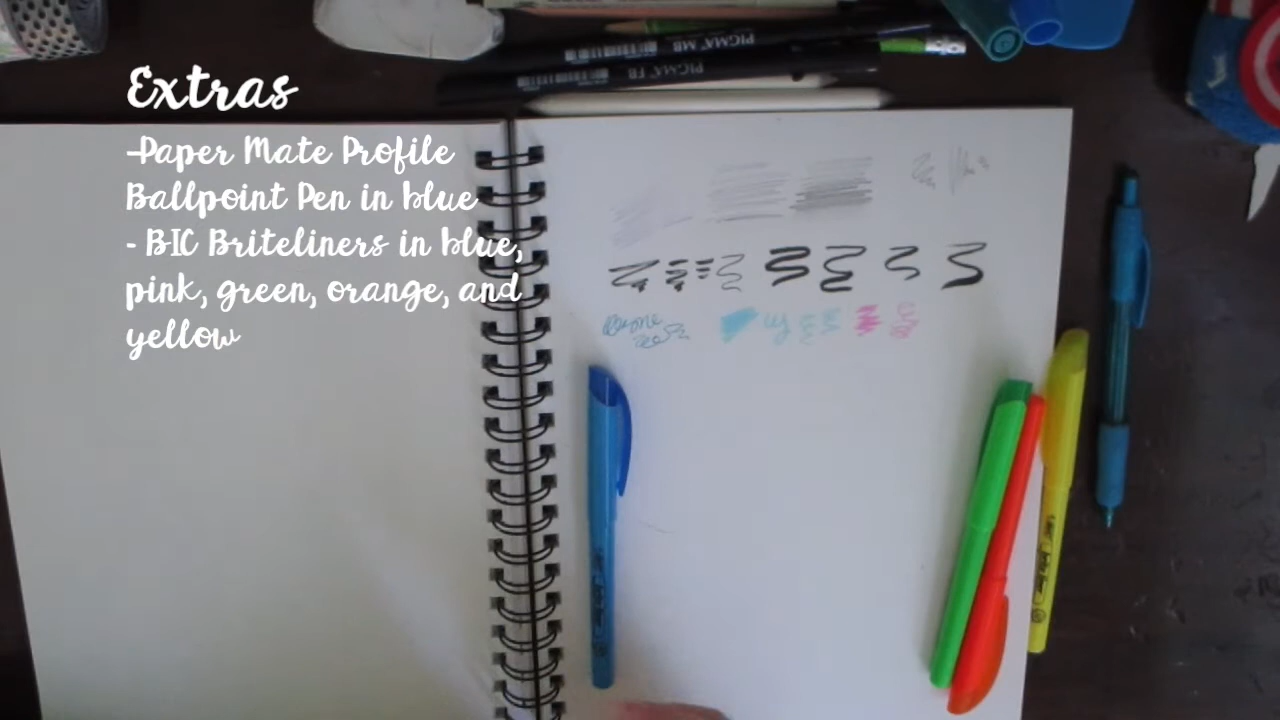 Extras
-Paper Mate Profile
Ballpoint Pen in blue
- BIC Briteliners in blue,
pink, green, orange, and
yellow
PIGMA MB
PIGMA FB